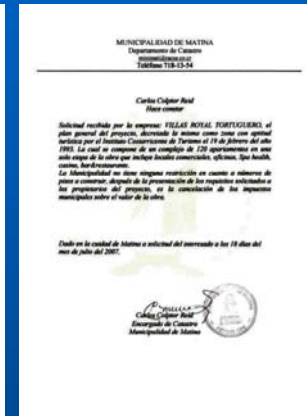 MUNICIPALIDAD DE MATINA
Departamento de Catastro
Teléfono 718-13-54
Carlos Colptor Reid
Hace constar
Solicitud recibida por la empresa: VILLAS ROYAL TORTUGUERO, el
plan general del proyecto, decretada la misma como zona con aptitud
turística por el Instituto Costarricense de Turismo el 19 de febrero del año
1995. La cual se compone de un complejo de 120 apartamentos en una
sola etapa de la obra que incluye locales comerciales, oficinas, Spa health,
casino, bar&restaurante.
La Municipalidad no tiene ninguna restricción en cuanto a números de
pisos a construir, después de la presentación de los requisitos solicitados a
los propietarios del proyecto, es la cancelación de los impuestos
municipales sobre el valor de la obra.
Dado en la cuidad de Matina a solicitud del interesado a los 18 días del
mes de julio del 2007.
Carlos Colptor Reid
Encargado de Catastro
Municipalidad de Matina